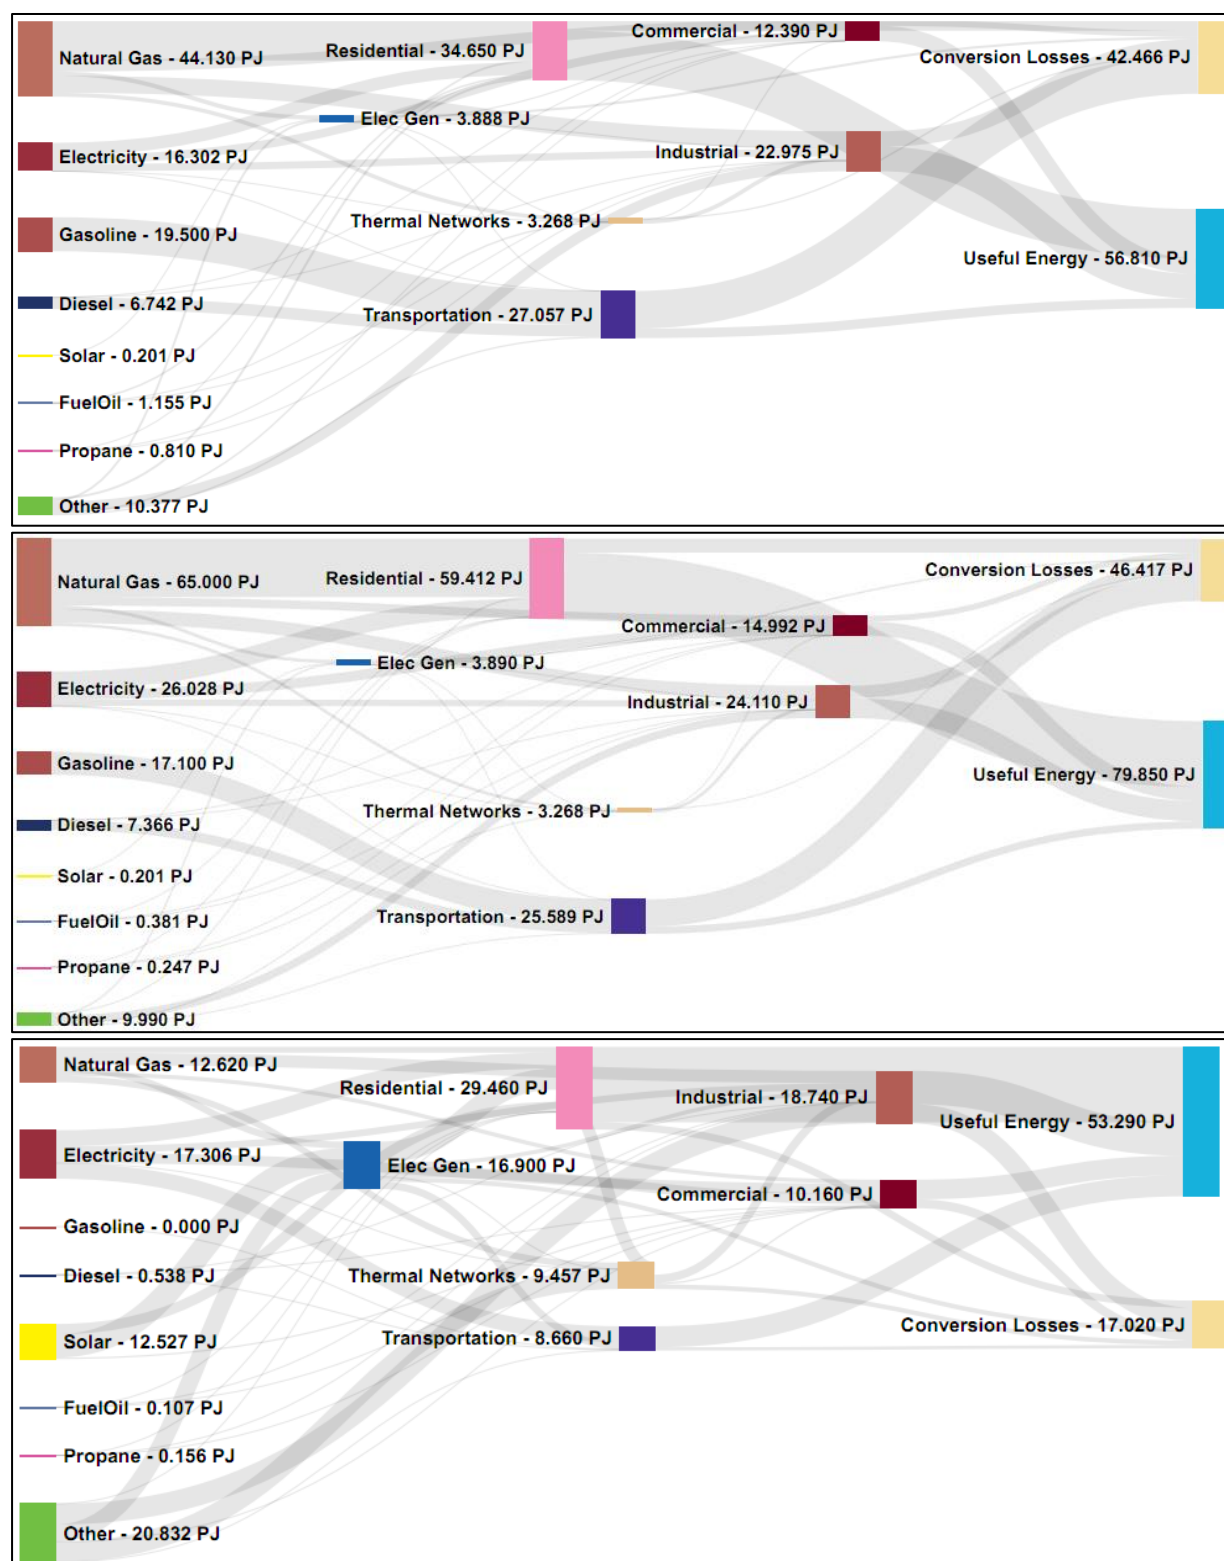 Commercial - 12.390 PJ
Residential - 34.650 PJ
Natural Gas - 44.130 PJ
Conversion Losses - 42.466 PJ
Elec Gen - 3.888 PJ
Electricity - 16.302 PJ
Industrial - 22.975 PJ
Thermal Networks - 3.268 PJ
Gasoline - 19.500 PJ
Useful Energy - 56.810 PJ
Diesel - 6.742 PJ
Transportation - 27.057 PJ
Solar - 0.201 PJ
FuelOil - 1.155 PJ
Propane - 0.810 PJ
Other - 10.377 PJ
Conversion Losses - 46.417 PJ
Natural Gas - 65.000 PJ
Residential - 59.412 PJ
Commercial - 14.992 PJ
Elec Gen - 3.890 PJ
Electricity - 26.028 PJ
Industrial - 24.110 PJ
Gasoline - 17.100 PJ
Useful Energy - 79.850 PJ
Thermal Networks - 3.268 PJ
Diesel - 7.366 PJ
Solar - 0.201 PJ
Transportation - 25.589 PJ
FuelOil - 0.381 PJ
Propane - 0.247 PJ
Other - 9.990 PJ
Natural Gas - 12.620 PJ
Residential - 29.460 PJ
Industrial - 18.740 PJ
Useful Energy - 53.290 PJ
Electricity - 17.306 PJ
Elec Gen - 16.900 PJ
Commercial - 10.160 PJ
Gasoline - 0.000 PJ
Diesel - 0.538 PJ
Thermal Networks - 9.457 PJ
Conversion Losses - 17.020 PJ
Solar - 12.527 PJ
Transportation - 8.660 PJ
FuelOil - 0.107 PJ
Propane - 0.156 PJ
Other - 20.832 PJ